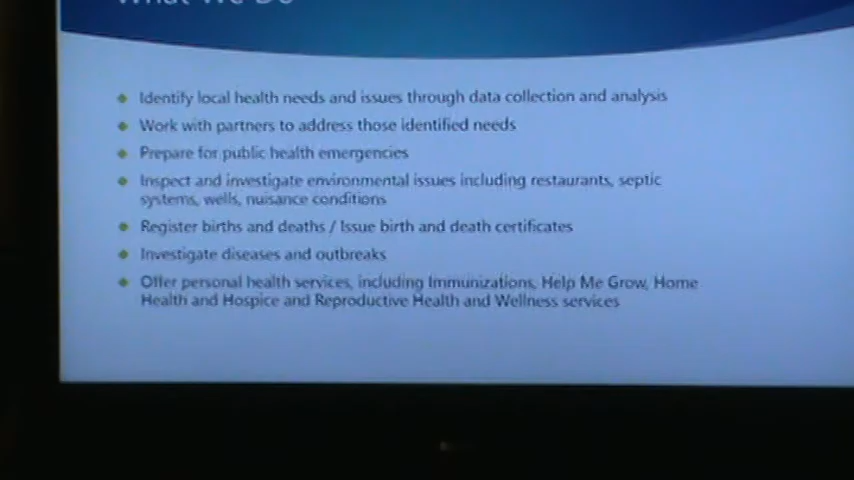 What We Do
Identify local health needs and issues through data collection and analysis
Work with partners to address those identified needs
Prepare for public health emergencies
Inspect and investigate environmental issues including restaurants, septic
systems, wells, nuisance conditions
Register births and deaths / Issue birth and death certificates
Investigate diseases and outbreaks
Offer personal health services, including Immunizations, Help Me Grow, Home
Health and Hospice and Reproductive Health and Wellness services